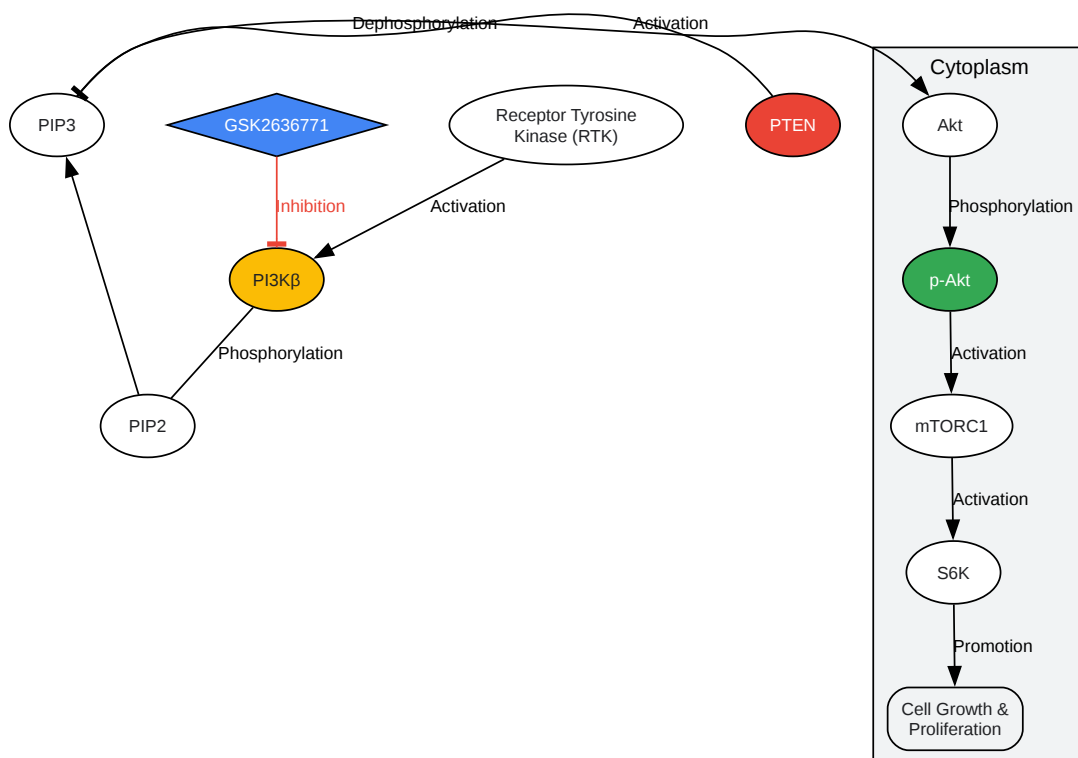 Dephosphorylation
Activation
Cytoplasm
PIP3
GSK2636771
Receptor Tyrosine
Kinase (RTK)
PTEN
Akt
Inhibition
Activation
Phosphorylation
PI3Kβ
p-Akt
Phosphorylation
Activation
PIP2
mTORC1
Activation
S6K
Promotion
Cell Growth &
Proliferation